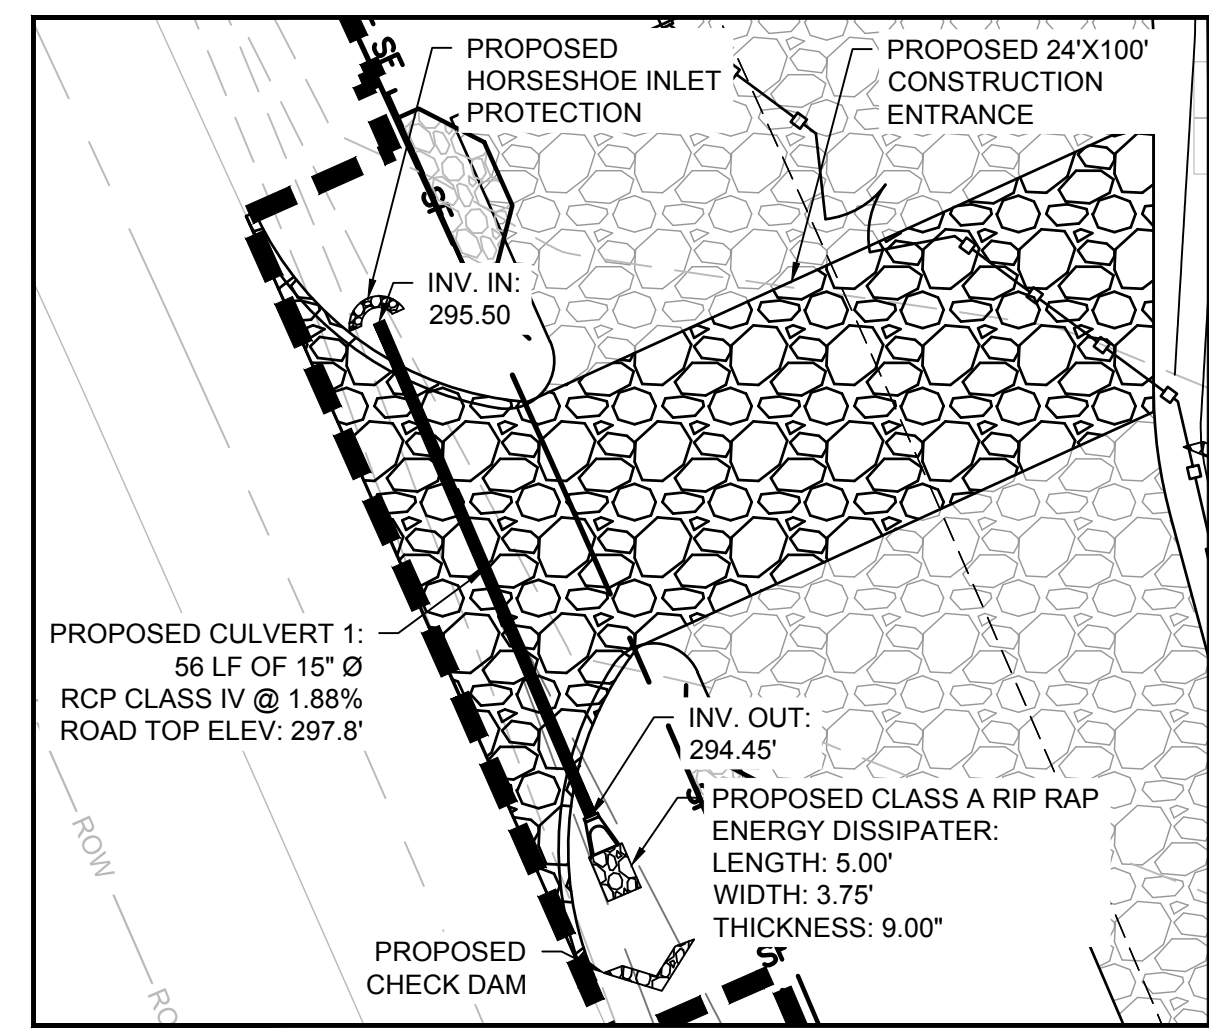 SF
PROPOSED
HORSESHOE INLET
PROTECTION
PROPOSED 24'X100'
CONSTRUCTION
ENTRANCE
SF
INV. IN:
295.50
PROPOSED CULVERT 1:
56 LF OF 15" Ø
RCP CLASS IV @ 1.88%
ROAD TOP ELEV: 297.8'
INV. OUT:
294.45'
PROPOSED CLASS A RIP RAP
ENERGY DISSIPATER:
LENGTH: 5.00'
WIDTH: 3.75'
THICKNESS: 9.00"
ROW
PROPOSED
CHECK DAM
SF
ROW